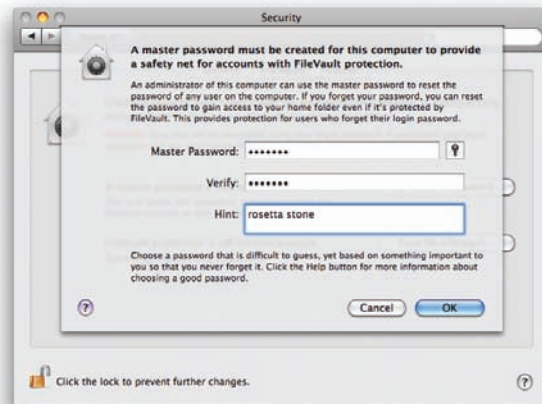 Security
A master password must be created for this computer to provide
a safety net for accounts with FileVault protection.
An administrator of this computer can use the master password to reset the
password of any user on the computer. If you forget your password, you can reset
the password to gain access to your home folder even if it's protected by
FileVault. This provides protection for users who forget their login password.
Master Password: •••••••
Verify: •••••••
Hint: rosetta stone
Choose a password that is difficult to guess, yet based on something important to
you so that you never forget it. Click the Help button for more information about
choosing a good password.
? Cancel OK
Click the lock to prevent further changes. ?